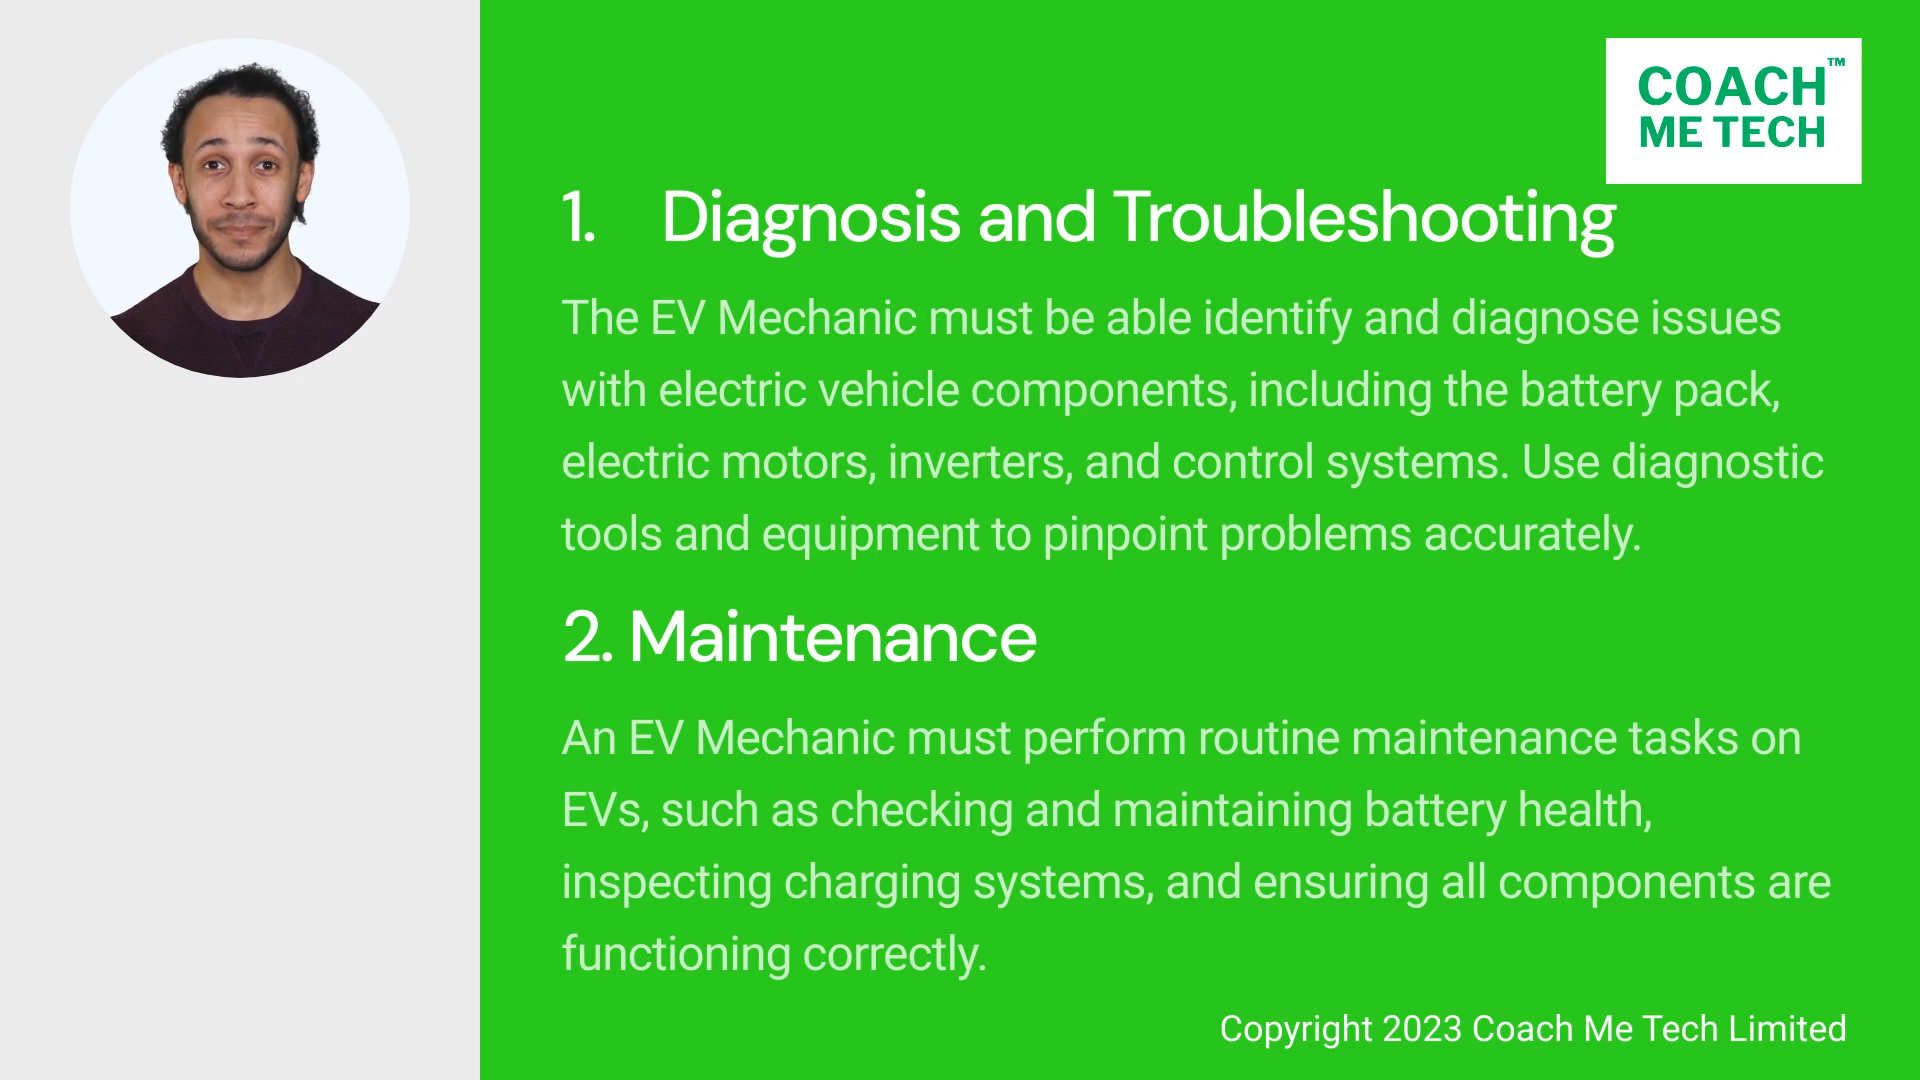 COACH™
ME TECH
1. Diagnosis and Troubleshooting
The EV Mechanic must be able identify and diagnose issues
with electric vehicle components, including the battery pack,
electric motors, inverters, and control systems. Use diagnostic
tools and equipment to pinpoint problems accurately.
2. Maintenance
An EV Mechanic must perform routine maintenance tasks on
EVs, such as checking and maintaining battery health,
inspecting charging systems, and ensuring all components are
functioning correctly.
Copyright 2023 Coach Me Tech Limited